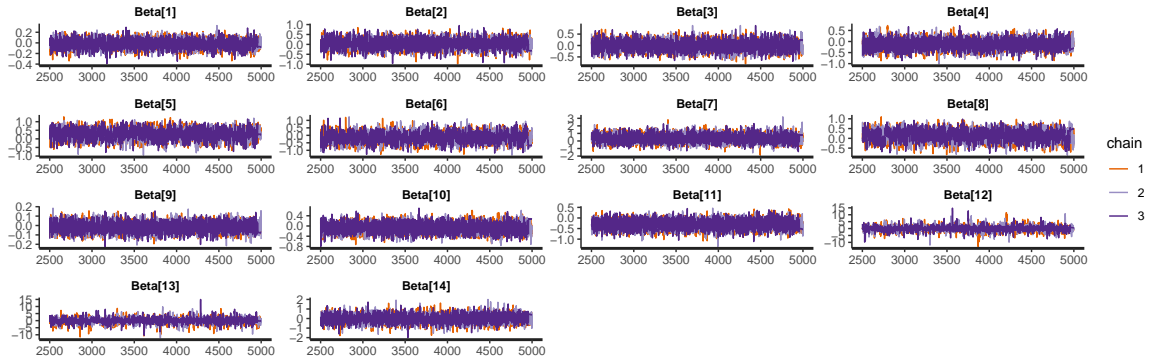 Beta[1] Beta[2] Beta[3] Beta[4]
0.2 0.0 −0.2 −0.4
1.0 0.5 0.0 −0.5 −1.0
0.5 0.0 −0.5
0.5 0.0 −0.5 −1.0
2500 3000 3500 4000 4500 5000 2500 3000 3500 4000 4500 5000 2500 3000 3500 4000 4500 5000 2500 3000 3500 4000 4500 5000
Beta[5] Beta[6] Beta[7] Beta[8]
1.0 0.5 0.0 −0.5 −1.0
1.0 0.5 0.0 −0.5 −1.0
3 2 1 0 −1 −2
1.0 0.5 0.0 −0.5
2500 3000 3500 4000 4500 5000 2500 3000 3500 4000 4500 5000 2500 3000 3500 4000 4500 5000 2500 3000 3500 4000 4500 5000
chain
1
2
3
Beta[9] Beta[10] Beta[11] Beta[12]
0.2 0.1 0.0 −0.1 −0.2
0.4 0.0 −0.4 −0.8
0.5 0.0 −0.5 −1.0
15 10 5 0 −5 −10
2500 3000 3500 4000 4500 5000 2500 3000 3500 4000 4500 5000 2500 3000 3500 4000 4500 5000 2500 3000 3500 4000 4500 5000
Beta[13] Beta[14]
15 10 5 0 −5 −10
2 1 0 −1 −2
2500 3000 3500 4000 4500 5000 2500 3000 3500 4000 4500 5000